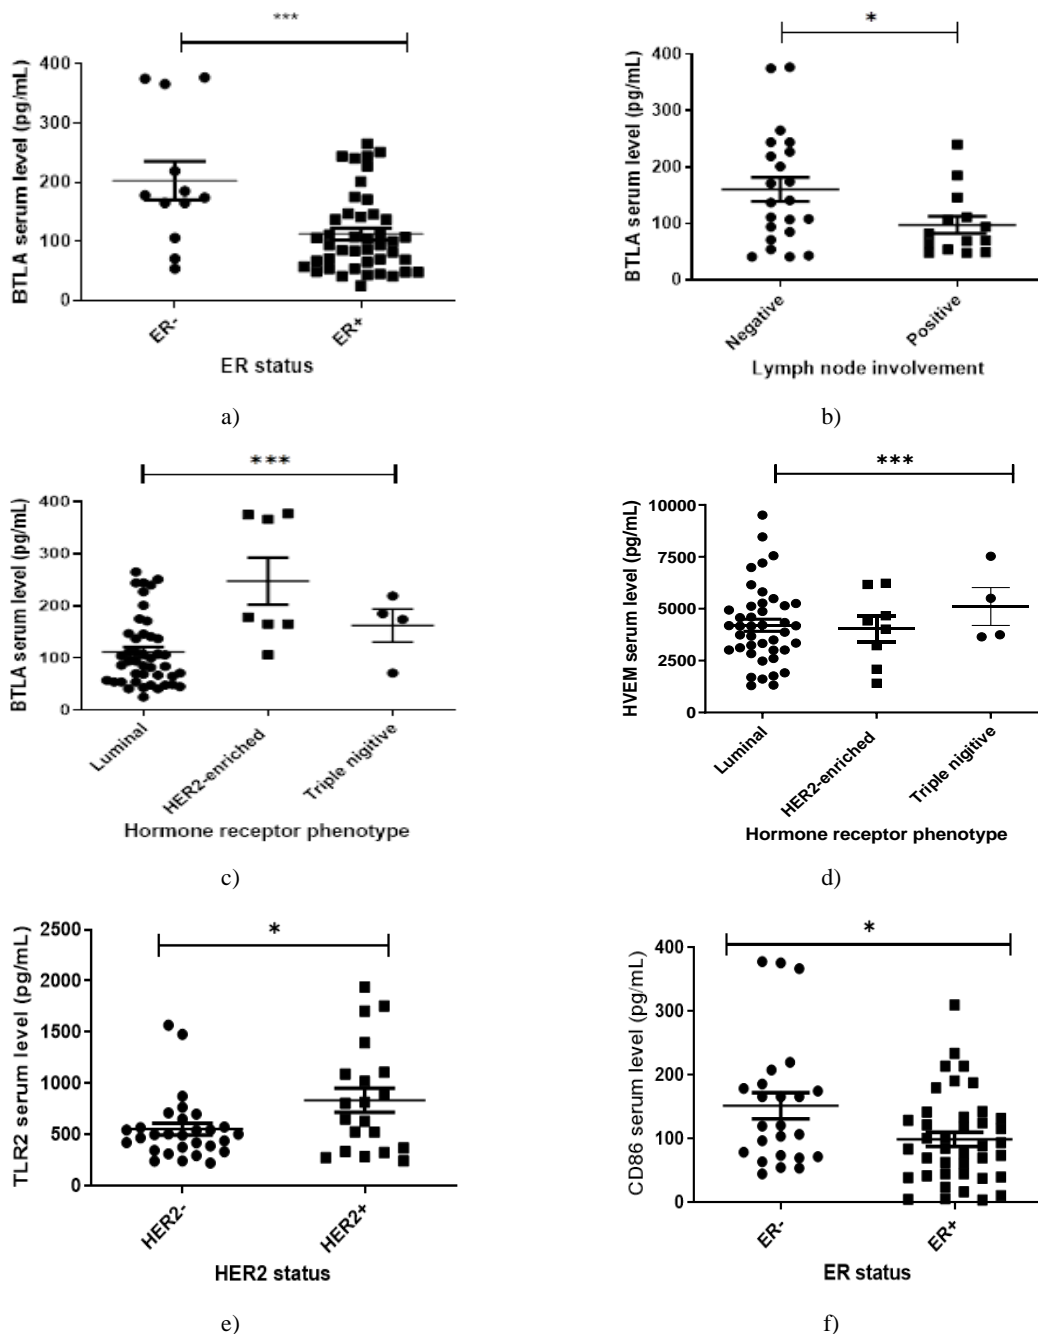 ***
400
300
200
100
0
BTLA serum level (pg/mL)
ER-
ER+
ER status
a)
*
400
300
200
100
0
BTLA serum level (pg/mL)
Negative
Positive
Lymph node involvement
b)
***
400
300
200
100
0
BTLA serum level (pg/mL)
Luminal
HER2-enriched
Triple nigitive
Hormone receptor phenotype
c)
***
10000
7500
5000
2500
0
HVEM serum level (pg/mL)
Luminal
HER2-enriched
Triple nigitive
Hormone receptor phenotype
d)
*
2500
2000
1500
1000
500
0
TLR2 serum level (pg/mL)
HER2-
HER2+
HER2 status
e)
*
400
300
200
100
0
CD86 serum level (pg/mL)
ER-
ER+
ER status
f)